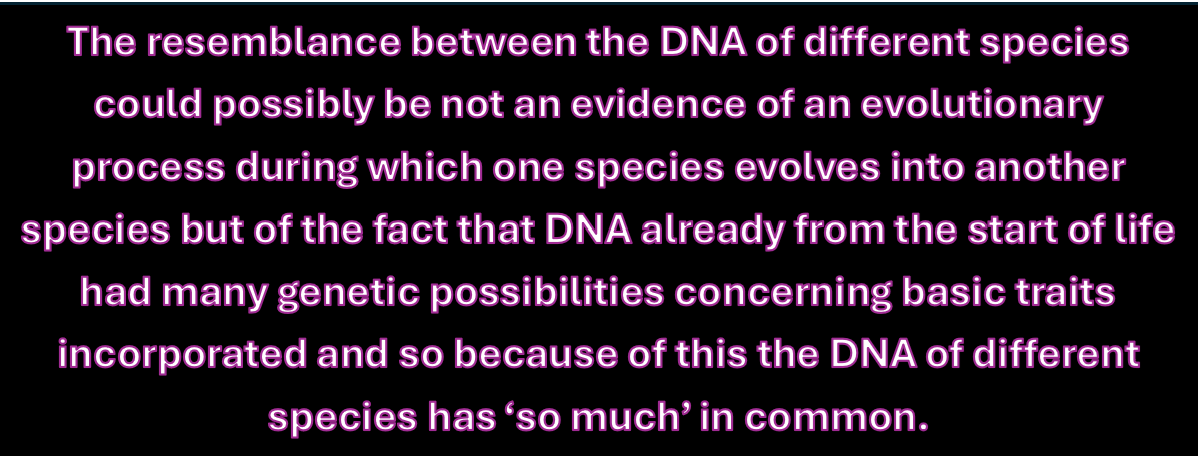 The resemblance between the DNA of different species
could possibly be not an evidence of an evolutionary
process during which one species evolves into another
species but of the fact that DNA already from the start of life
had many genetic possibilities concerning basic traits
incorporated and so because of this the DNA of different
species has ‘so much’ in common.